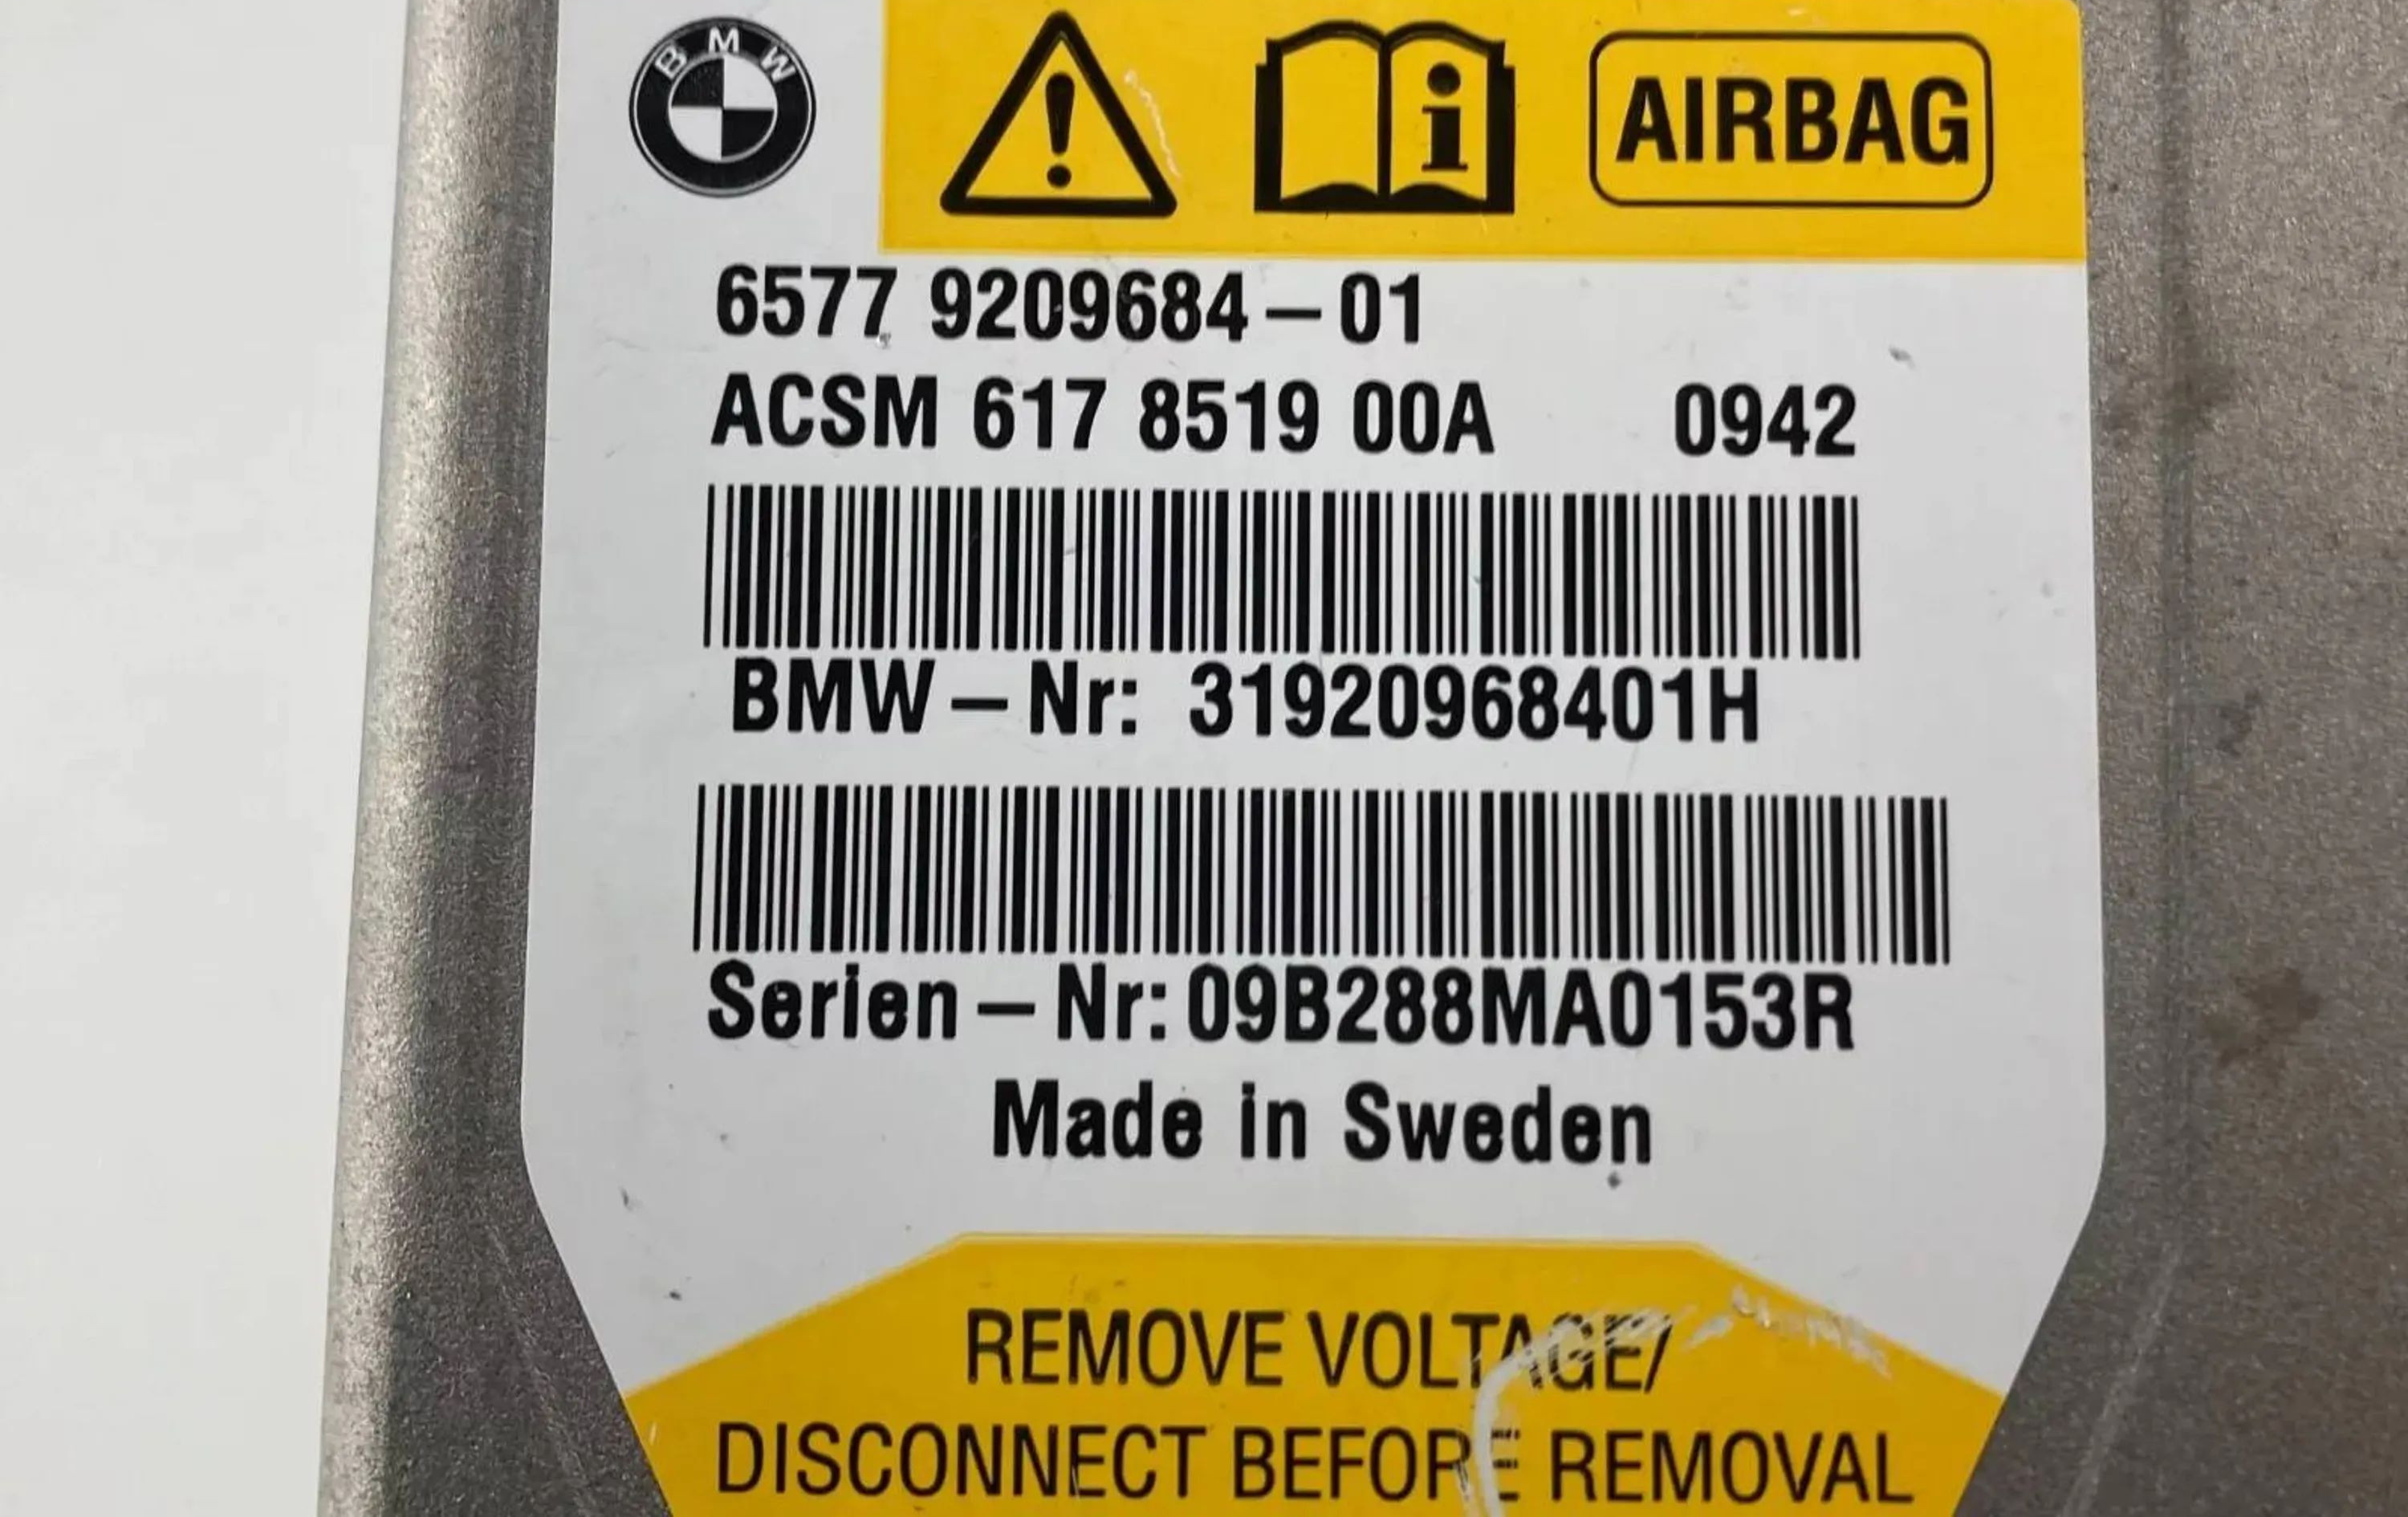 BMW
AIRBAG
6577 9209684-01
ACSM 617 8519 00A 0942
BMW-Nr: 31920968401H
Serien-Nr: 09B288MA0153R
Made in Sweden
REMOVE VOLTAGE/
DISCONNECT BEFORE REMOVAL